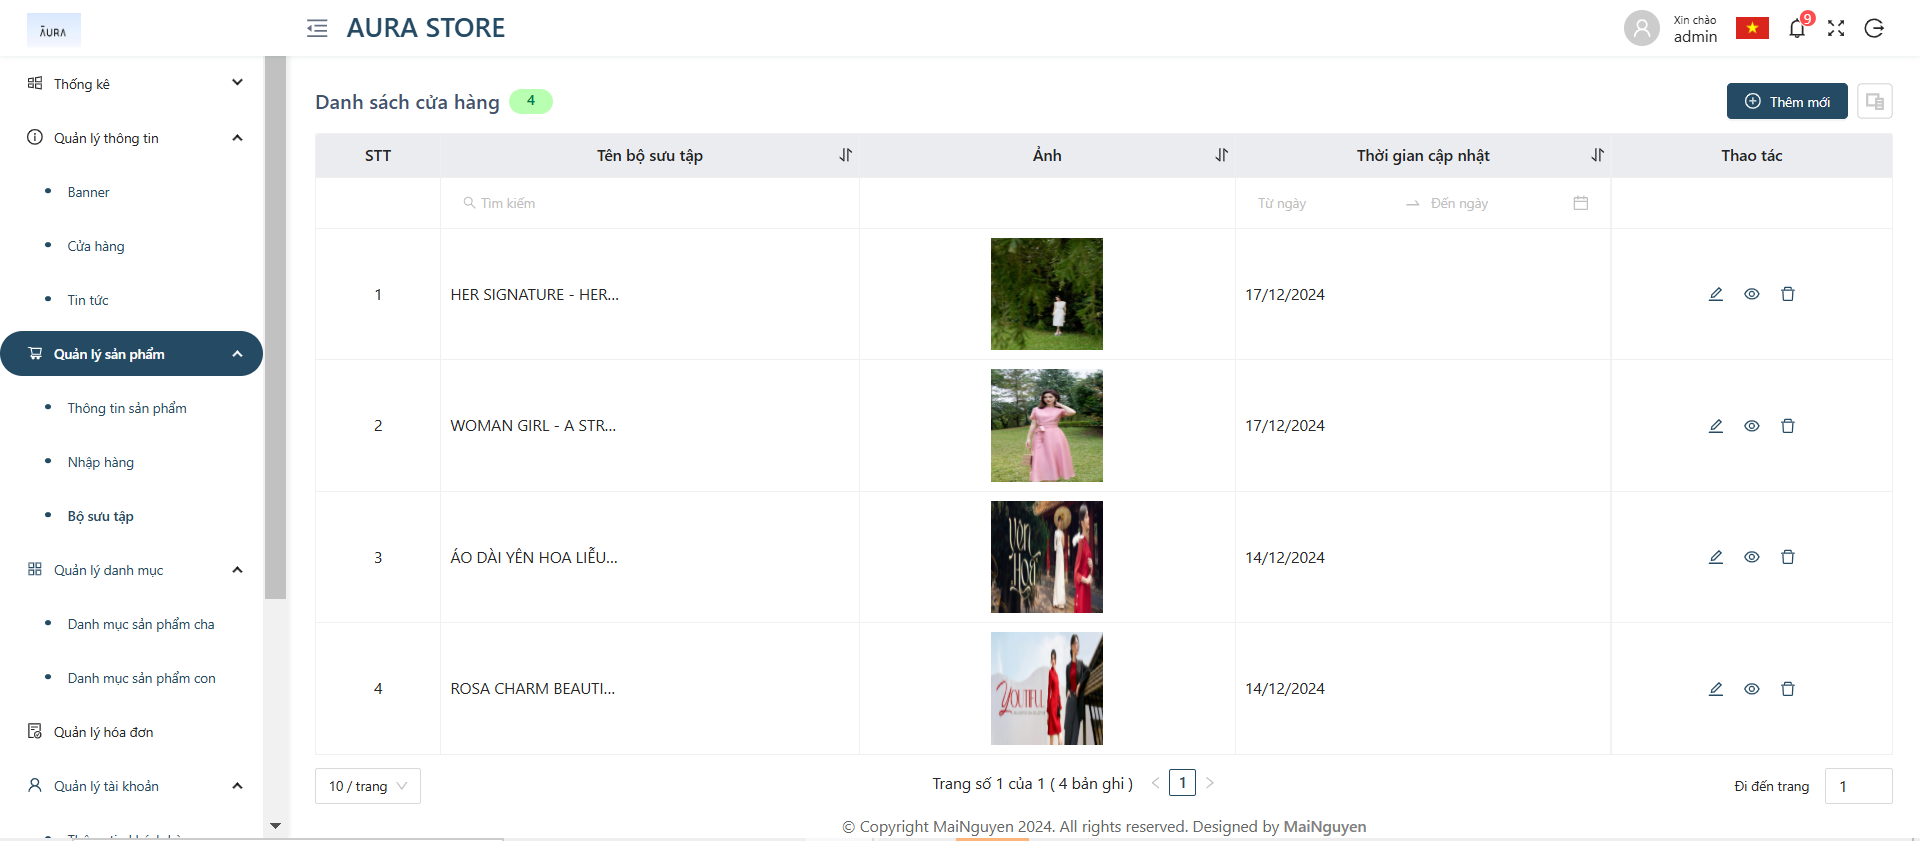 AURA
AURA STORE
Xin chào
admin
9
Thống kê
Quản lý thông tin
Banner
Cửa hàng
Tin tức
Quản lý sản phẩm
Thông tin sản phẩm
Nhập hàng
Bộ sưu tập
Quản lý danh mục
Danh mục sản phẩm cha
Danh mục sản phẩm con
Quản lý hóa đơn
Quản lý tài khoản
Danh sách cửa hàng 4
Thêm mới
STT Tên bộ sưu tập Ảnh Thời gian cập nhật Thao tác
Tìm kiếm Từ ngày Đến ngày
1 HER SIGNATURE - HER... 17/12/2024
2 WOMAN GIRL - A STR... 17/12/2024
3 ÁO DÀI YÊN HOA LIỄU... 14/12/2024
Yên
Hoa
4 ROSA CHARM BEAUTI... 14/12/2024
YOUTIFUL
10 / trang
Trang số 1 của 1 ( 4 bản ghi ) 1
Đi đến trang 1
© Copyright MaiNguyen 2024. All rights reserved. Designed by MaiNguyen